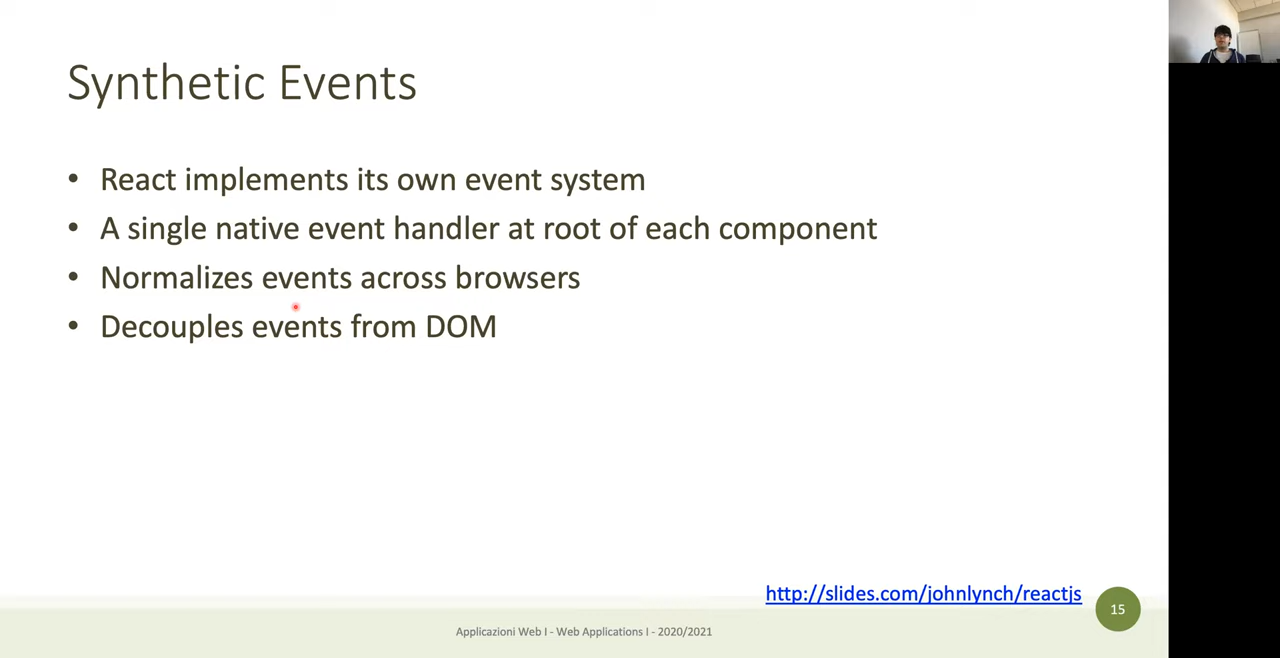 Synthetic Events
• React implements its own event system
• A single native event handler at root of each component
• Normalizes events across browsers
• Decouples events from DOM
http://slides.com/johnlynch/reactjs
15
Applicazioni Web I - Web Applications I - 2020/2021